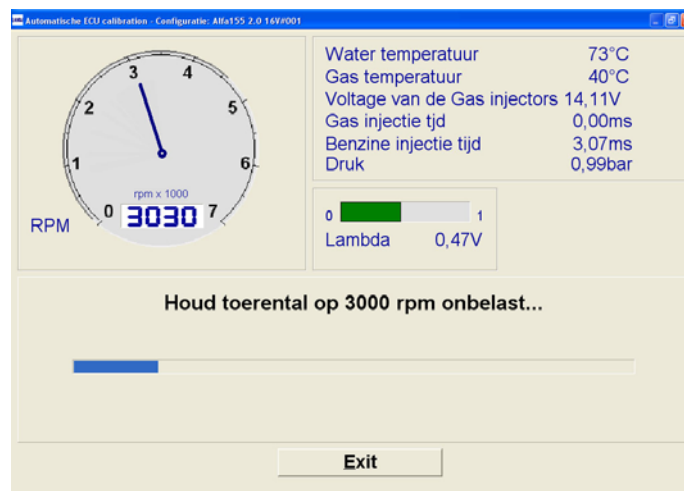 Automatische ECU calibration - Configuratie: Alfa155 2.0 16V#001
Water temperatuur 73°C
Gas temperatuur 40°C
Voltage van de Gas injectors 14,11V
Gas injectie tjd 0,00ms
Benzine injectie tijd 3,07ms
Druk 0,99bar
3 4
2 5
1 6
rpm x 1000
0 3030 7
RPM
0 1
Lambda 0,47V
Houd toerental op 3000 rpm onbelast...
Exit